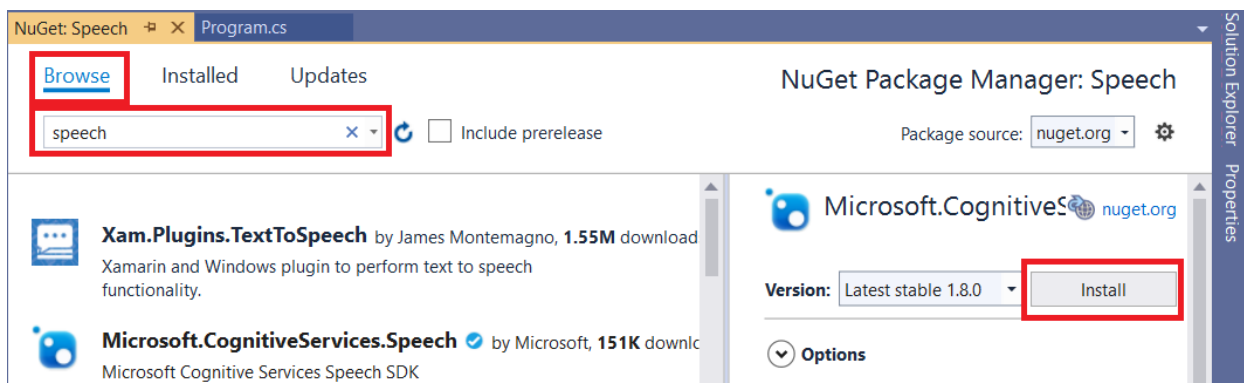 NuGet: Speech
Program.cs
Browse
Installed
Updates
NuGet Package Manager: Speech
speech
Include prerelease
Package source:
nuget.org
Xam.Plugins.TextToSpeech by James Montemagno, 1.55M download
Xamarin and Windows plugin to perform text to speech
functionality.
Microsoft.CognitiveServices.Speech by Microsoft, 151K downlc
Microsoft Cognitive Services Speech SDK
Microsoft.CognitiveS
nuget.org
Version:
Latest stable 1.8.0
Install
Options
Solution Explorer
Properties